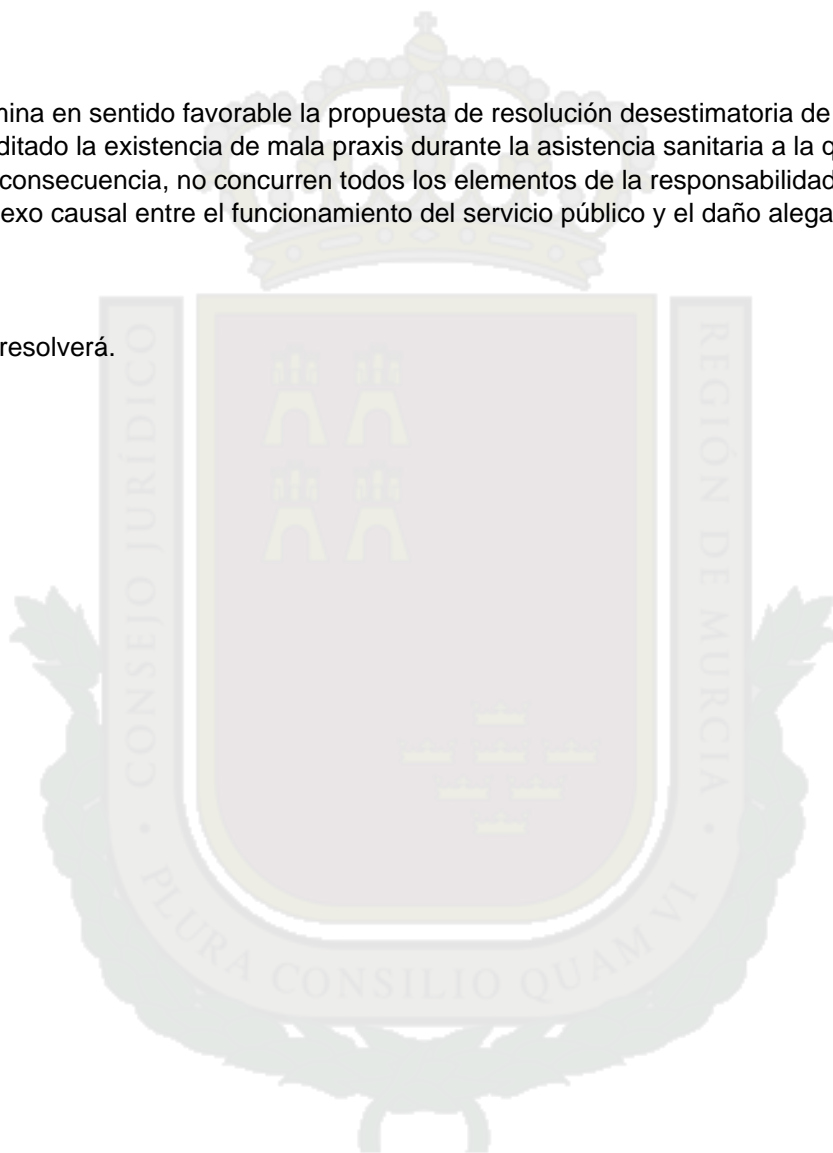 mina en sentido favorable la propuesta de resolución desestimatoria de
ditado la existencia de mala praxis durante la asistencia sanitaria a la q
consecuencia, no concurren todos los elementos de la responsabilidad
exo causal entre el funcionamiento del servicio público y el daño alega
resolverá.
CONSEJO JURÍDICO
REGIÓN DE MURCIA
PLURA CONSILIO QUAM VI